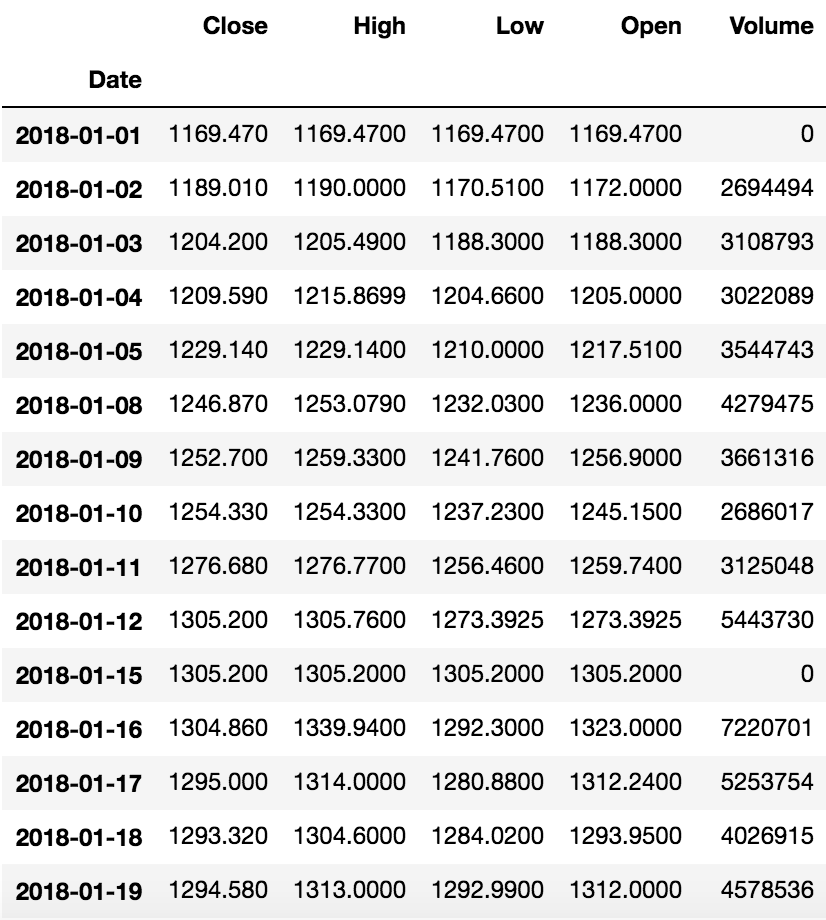 Close High Low Open Volume
Date
2018-01-01 1169.470 1169.4700 1169.4700 1169.4700 0
2018-01-02 1189.010 1190.0000 1170.5100 1172.0000 2694494
2018-01-03 1204.200 1205.4900 1188.3000 1188.3000 3108793
2018-01-04 1209.590 1215.8699 1204.6600 1205.0000 3022089
2018-01-05 1229.140 1229.1400 1210.0000 1217.5100 3544743
2018-01-08 1246.870 1253.0790 1232.0300 1236.0000 4279475
2018-01-09 1252.700 1259.3300 1241.7600 1256.9000 3661316
2018-01-10 1254.330 1254.3300 1237.2300 1245.1500 2686017
2018-01-11 1276.680 1276.7700 1256.4600 1259.7400 3125048
2018-01-12 1305.200 1305.7600 1273.3925 1273.3925 5443730
2018-01-15 1305.200 1305.2000 1305.2000 1305.2000 0
2018-01-16 1304.860 1339.9400 1292.3000 1323.0000 7220701
2018-01-17 1295.000 1314.0000 1280.8800 1312.2400 5253754
2018-01-18 1293.320 1304.6000 1284.0200 1293.9500 4026915
2018-01-19 1294.580 1313.0000 1292.9900 1312.0000 4578536